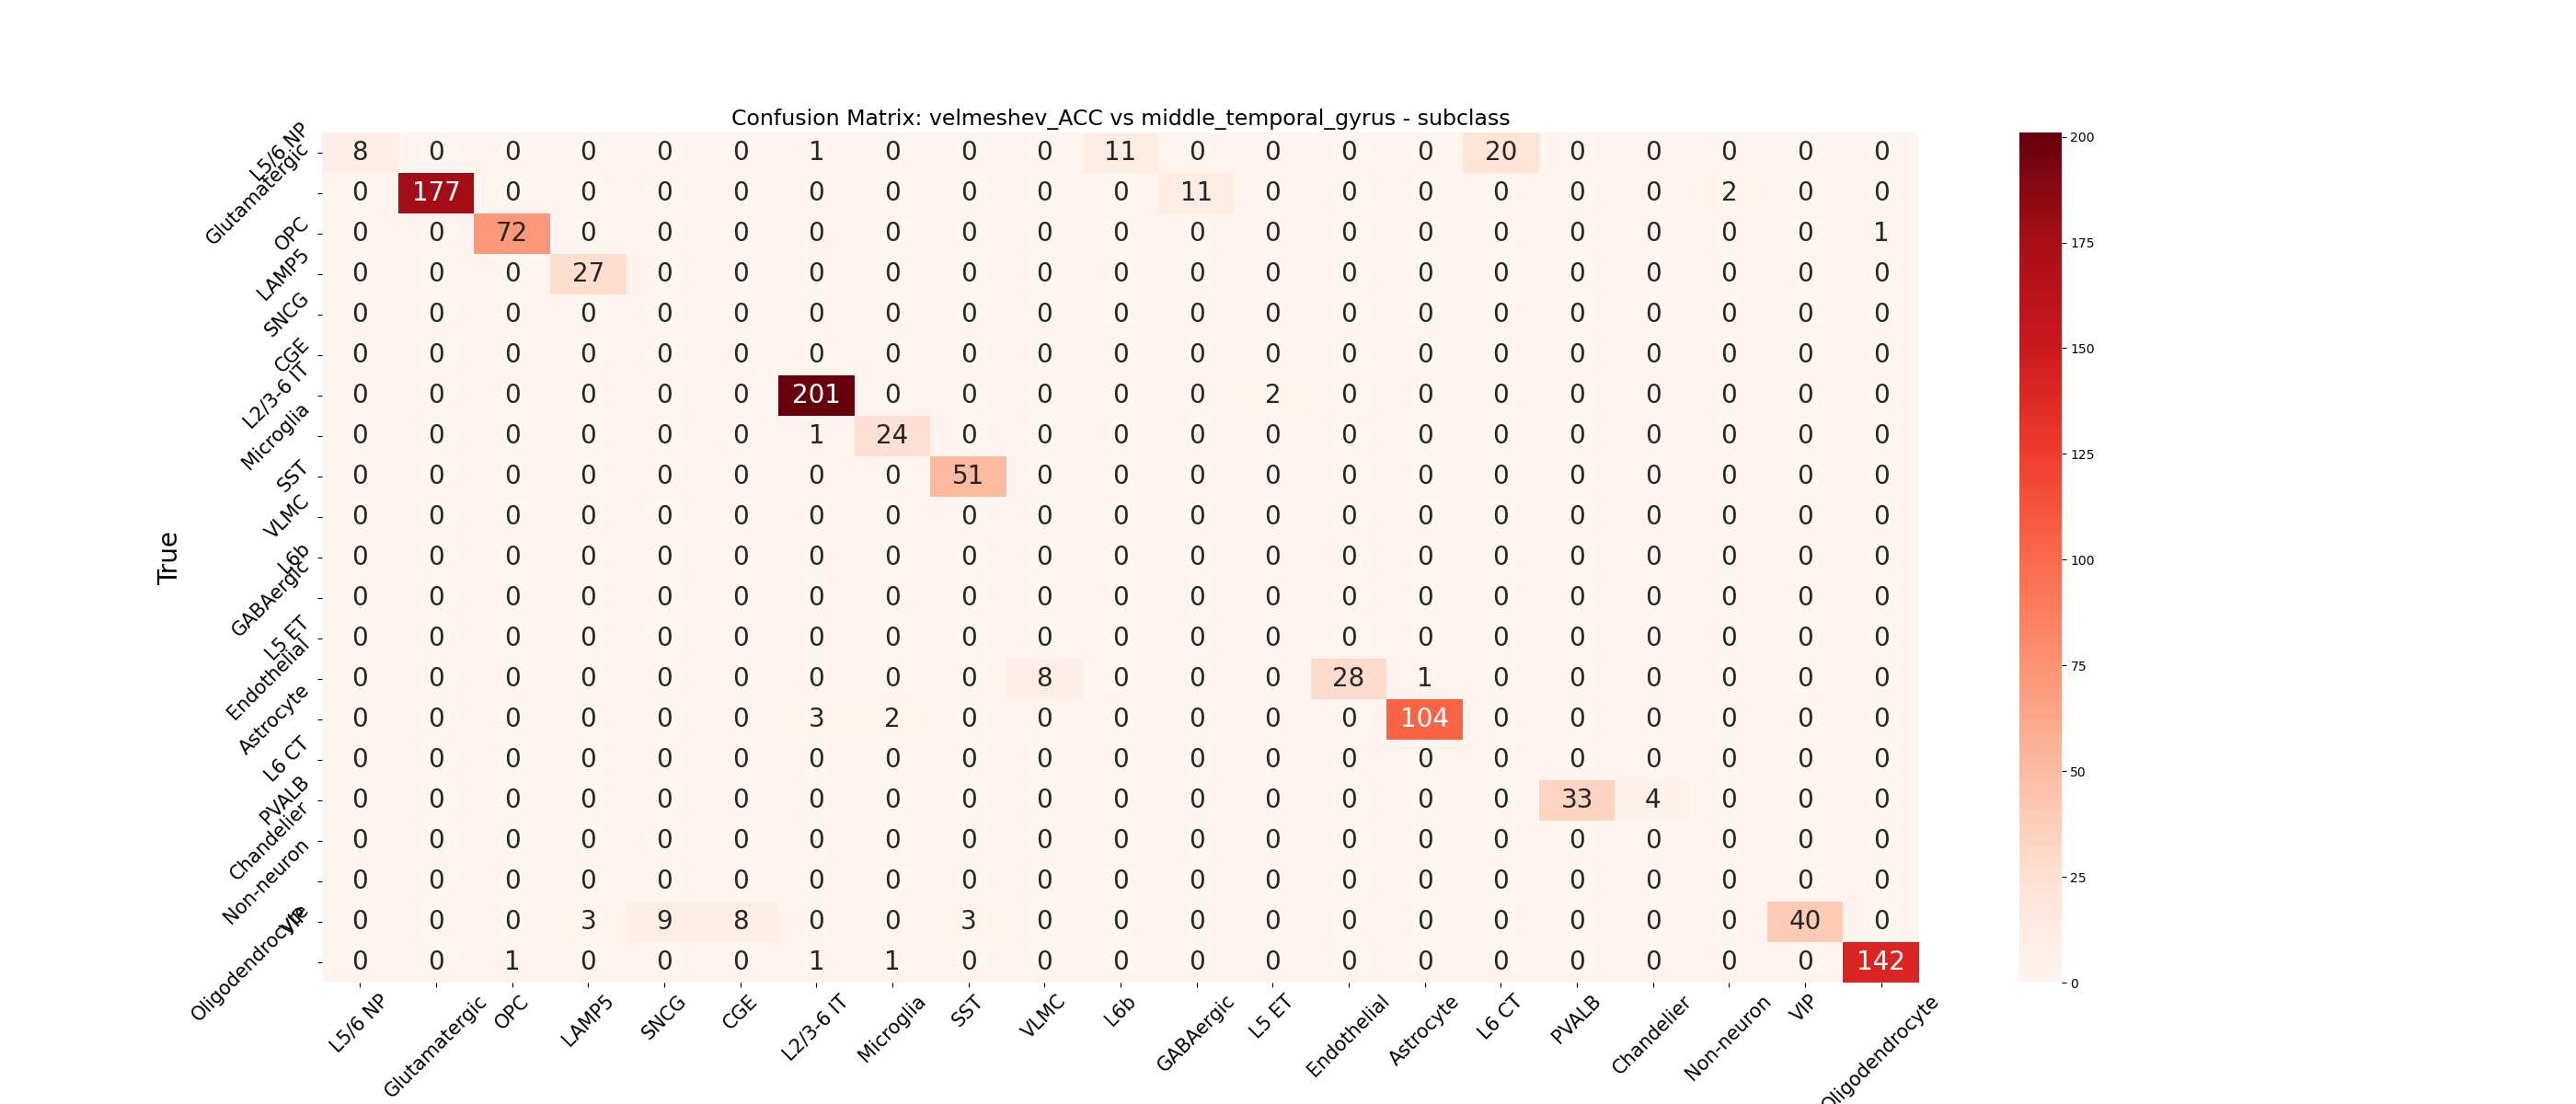 Confusion Matrix: velmeshev_ACC vs middle_temporal_gyrus - subclass
True
L5/6 NP 8 0 0 0 0 0 1 0 0 0 11 0 0 0 0 20 0 0 0 0 0
Glutamatergic 0 177 0 0 0 0 0 0 0 0 0 11 0 0 0 0 0 0 2 0 0
OPC 0 0 72 0 0 0 0 0 0 0 0 0 0 0 0 0 0 0 0 0 1
LAMP5 0 0 0 27 0 0 0 0 0 0 0 0 0 0 0 0 0 0 0 0 0
SNCG 0 0 0 0 0 0 0 0 0 0 0 0 0 0 0 0 0 0 0 0 0
CGE 0 0 0 0 0 0 0 0 0 0 0 0 0 0 0 0 0 0 0 0 0
L2/3-6 IT 0 0 0 0 0 0 201 0 0 0 0 0 2 0 0 0 0 0 0 0 0
Microglia 0 0 0 0 0 0 1 24 0 0 0 0 0 0 0 0 0 0 0 0 0
SST 0 0 0 0 0 0 0 0 51 0 0 0 0 0 0 0 0 0 0 0 0
VLMC 0 0 0 0 0 0 0 0 0 0 0 0 0 0 0 0 0 0 0 0 0
L6b 0 0 0 0 0 0 0 0 0 0 0 0 0 0 0 0 0 0 0 0 0
GABAergic 0 0 0 0 0 0 0 0 0 0 0 0 0 0 0 0 0 0 0 0 0
L5 ET 0 0 0 0 0 0 0 0 0 0 0 0 0 0 0 0 0 0 0 0 0
Endothelial 0 0 0 0 0 0 0 0 0 8 0 0 0 28 1 0 0 0 0 0 0
Astrocyte 0 0 0 0 0 0 3 2 0 0 0 0 0 0 104 0 0 0 0 0 0
L6 CT 0 0 0 0 0 0 0 0 0 0 0 0 0 0 0 0 0 0 0 0 0
PVALB 0 0 0 0 0 0 0 0 0 0 0 0 0 0 0 0 33 4 0 0 0
Chandelier 0 0 0 0 0 0 0 0 0 0 0 0 0 0 0 0 0 0 0 0 0
Non-neuron 0 0 0 0 0 0 0 0 0 0 0 0 0 0 0 0 0 0 0 0 0
VIP 0 0 0 3 9 8 0 0 3 0 0 0 0 0 0 0 0 0 0 40 0
Oligodendrocyte 0 0 1 0 0 0 1 1 0 0 0 0 0 0 0 0 0 0 0 0 142
L5/6 NP Glutamatergic OPC LAMP5 SNCG CGE L2/3-6 IT Microglia SST VLMC L6b GABAergic L5 ET Endothelial Astrocyte L6 CT PVALB Chandelier Non-neuron VIP Oligodendrocyte
200
175
150
125
100
75
50
25
0